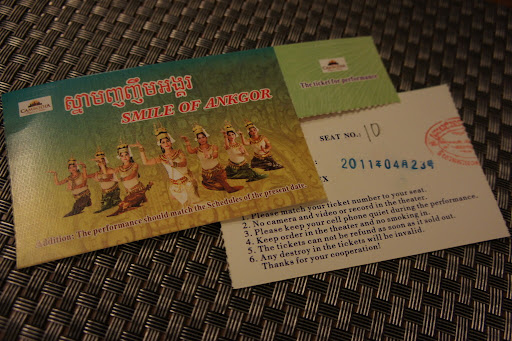 ស្នាមញញឹមអង្គរ
SMILE OF ANKGOR
Addition: The performance should match the Schedules of the present date
The ticket for performance
SEAT NO.: 10
2011年04月23号
1. Please match your ticket number to your seat.
2. No camera and video or record in the theater.
3. Please keep your cell phone quiet during the performance.
4. Keep order in the theater and no smoking in.
5. The tickets can not be refund as soon as it sold out.
6. Any destroy in the tickets will be invalid.
Thanks for your cooperation!